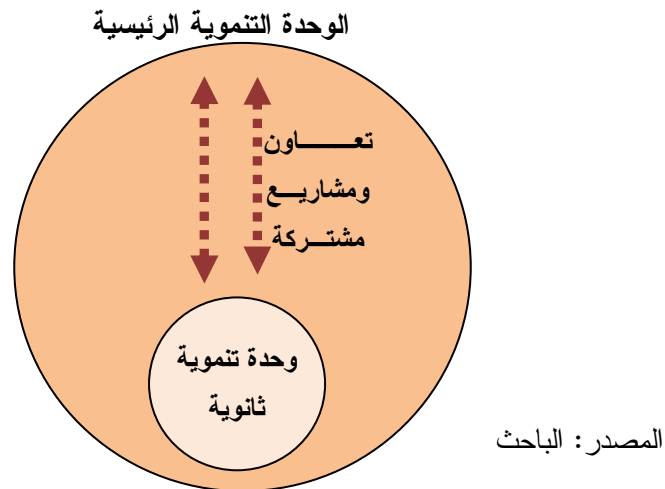 الوحدة التنموية الرئيسية
تعـــــاون
ومشاريـــع
مشتـــركة
وحدة تنموية
ثانوية
المصدر: الباحث